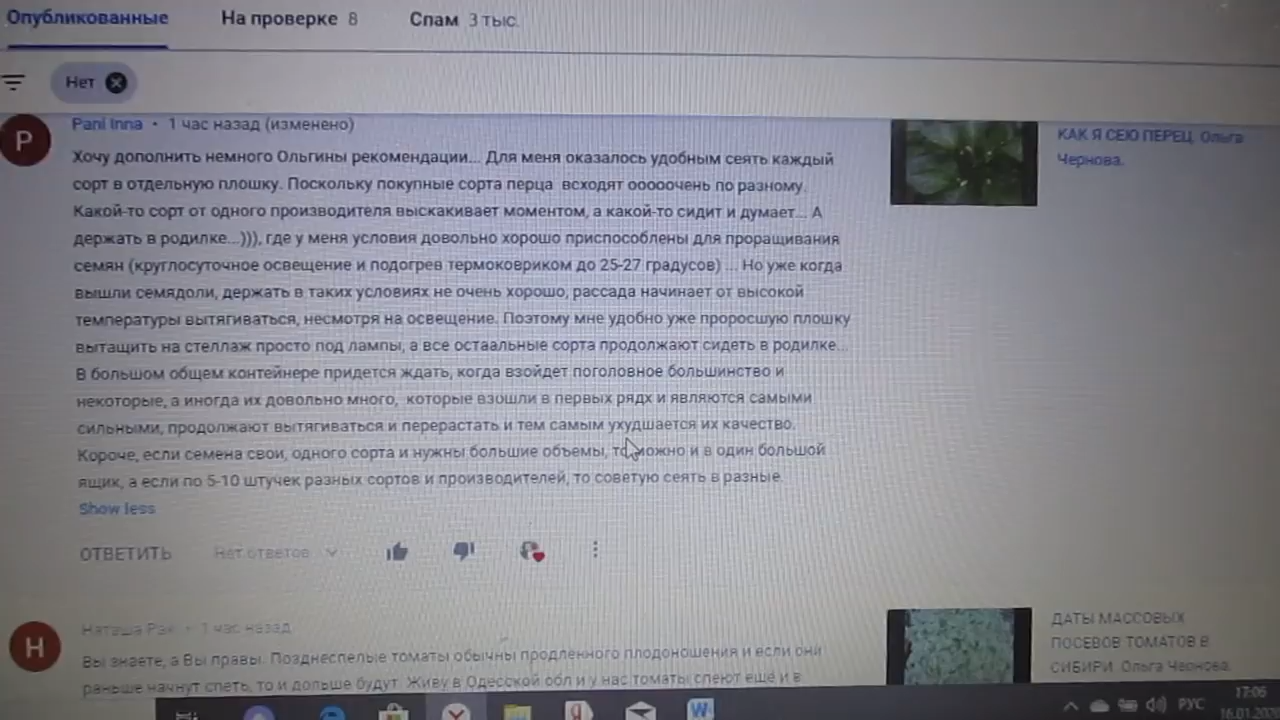 Опубликованные На проверке 8 Спам 3 тыс.
Нет
P
Pani Inna • 1 час назад (изменено)
Хочу дополнить немного Ольгины рекомендации... Для меня оказалось удобным сеять каждый
сорт в отдельную плошку. Поскольку покупные сорта перца всходят ооооочень по разному.
Какой-то сорт от одного производителя выскакивает моментом, а какой-то сидит и думает... А
держать в родилке...))), где у меня условия довольно хорошо приспособлены для проращивания
семян (круглосуточное освещение и подогрев термоковриком до 25-27 градусов) ... Но уже когда
вышли семядоли, держать в таких условиях не очень хорошо, рассада начинает от высокой
температуры вытягиваться, несмотря на освещение. Поэтому мне удобно уже проросшую плошку
вытащить на стеллаж просто под лампы, а все остаальные сорта продолжают сидеть в родилке...
В большом общем контейнере придется ждать, когда взойдет поголовное большинство и
некоторые, а иногда их довольно много, которые взошли в первых рядх и являются самыми
сильными, продолжают вытягиваться и перерастать и тем самым ухудшается их качество.
Короче, если семена свои, одного сорта и нужны большие объемы, то можно и в один большой
ящик, а если по 5-10 штучек разных сортов и производителей, то советую сеять в разные.
Show less
ОТВЕТИТЬ Нет ответов
КАК Я СЕЮ ПЕРЕЦ. Ольга
Чернова.
Н
Наташа Рак • 1 час назад
Вы знаете, а Вы правы. Позднеспелые томаты обычны продленного плодоношения и если они
раньше начнут спеть, то и дольше будут. Живу в Одесской обл и у нас томаты спеют еще и в
ДАТЫ МАССОВЫХ
ПОСЕВОВ ТОМАТОВ В
СИБИРИ. Ольга Чернова.
РУС
17:06